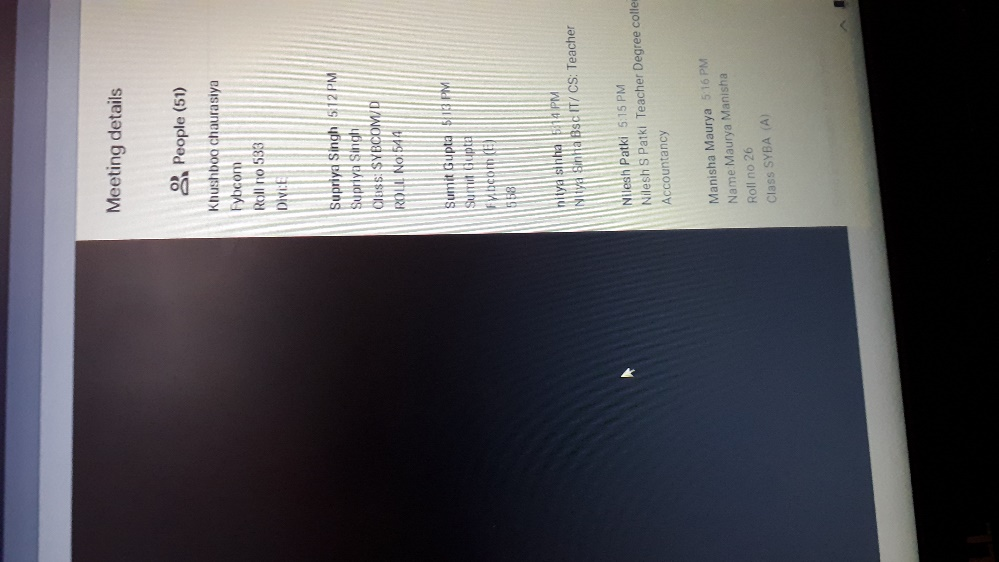 Meeting details
People (51)
Khushboo chaurasiya
Fybcom
Roll no 533
Div:E
Supriya Singh 5:12 PM
Supriya Singh
Class: SYBCOM/D
ROLL No:544
Sumit Gupta 5:13 PM
Sumit Gupta
Fybcom (E)
558
nitya sinha 5:14 PM
Nitya Sinha Bsc IT/ CS: Teacher
Nilesh Patki 5:15 PM
Nilesh S Patki Teacher Degree
Accountancy
Manisha Maurya 5:16 PM
Name Maurya Manisha
Roll no 26
Class SYBA (A)